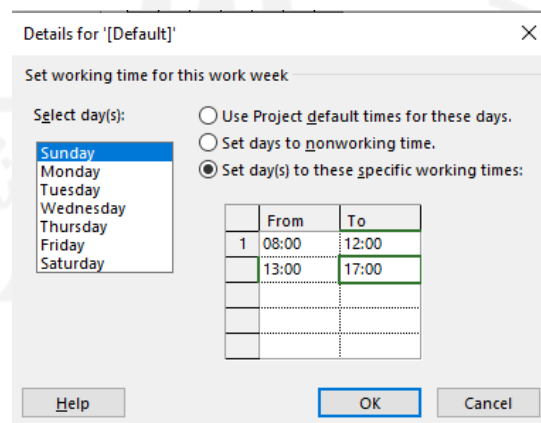 Details for '[Default]'
Set working time for this work week
Select day(s):
Sunday
Monday
Tuesday
Wednesday
Thursday
Friday
Saturday
Use Project default times for these days.
Set days to nonworking time.
Set day(s) to these specific working times:
From To
1 08:00 12:00
13:00 17:00
Help OK Cancel